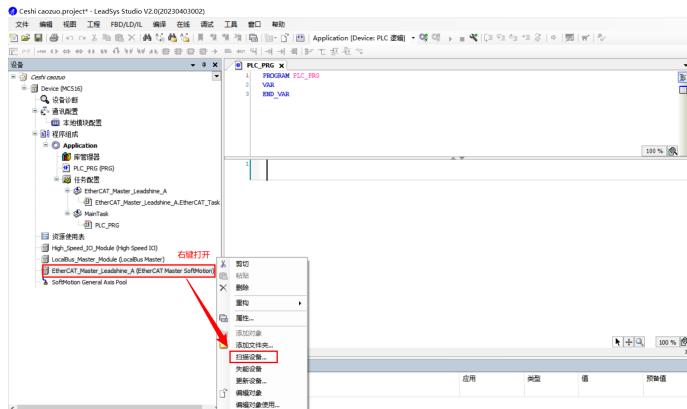 Ceshi caozuo.project* - LeadSys Studio V2.0(20230403002)
文件 编辑 视图 工程 FBD/LD/IL 编译 在线 调试 工具 窗口 帮助
Application [Device: PLC 逻辑]
设备
PLC_PRG x
Ceshi caozuo
Device (MC516)
设备诊断
通讯配置
本地模块配置
程序组成
Application
库管理器
PLC_PRG (PRG)
任务配置
EtherCAT_Master_Leadshine_A
EtherCAT_Master_Leadshine_A.EtherCAT_Task
MainTask
PLC_PRG
资源使用表
High_Speed_IO_Module (High Speed IO)
LocalBus_Master_Module (LocalBus Master)
EtherCAT_Master_Leadshine_A (EtherCAT Master SoftMotion)
SoftMotion General Axis Pool
右键打开
1 PROGRAM PLC_PRG
2 VAR
3 END_VAR
100 %
1
剪切
粘贴
删除
重构
属性...
添加对象
添加文件夹...
扫描设备...
失能设备
更新设备...
编辑对象
编辑对象使用...
100 %
应用 类型 值 预备值